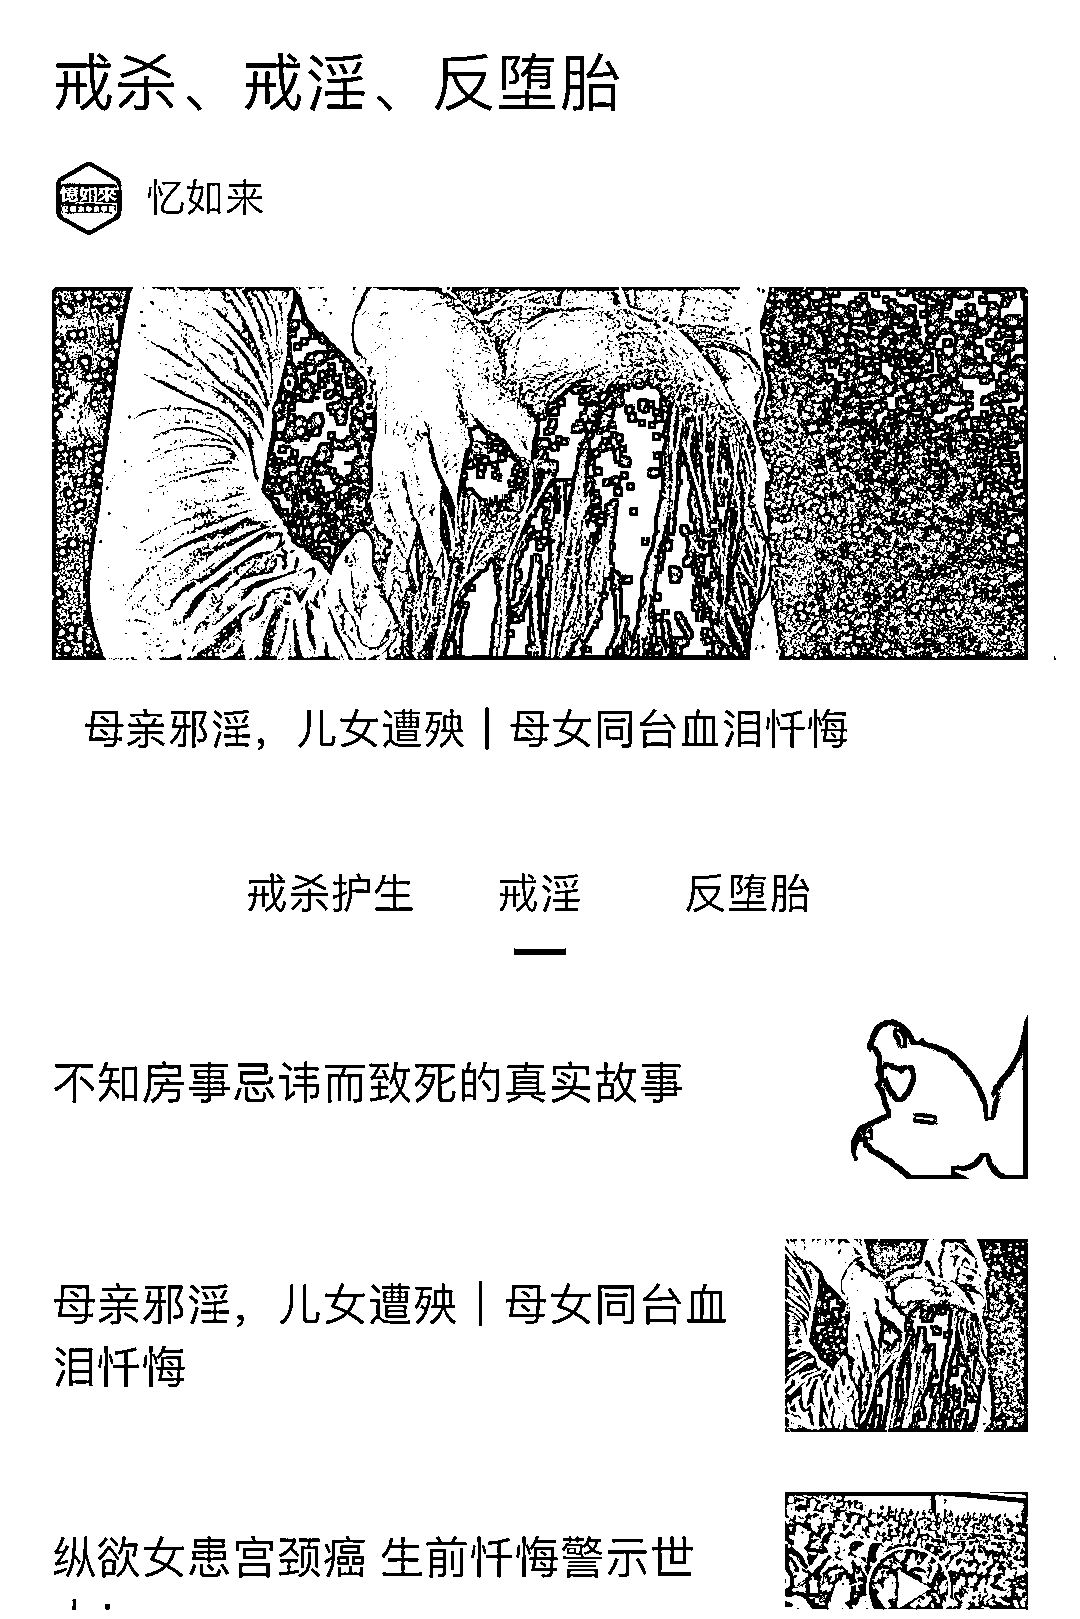 戒杀、戒淫、反堕胎
憶如來
忆如来
母亲邪淫，儿女遭殃｜母女同台血泪忏悔
戒杀护生 戒淫 反堕胎
不知房事忌讳而致死的真实故事
母亲邪淫，儿女遭殃｜母女同台血
泪忏悔
纵欲女患宫颈癌 生前忏悔警示世